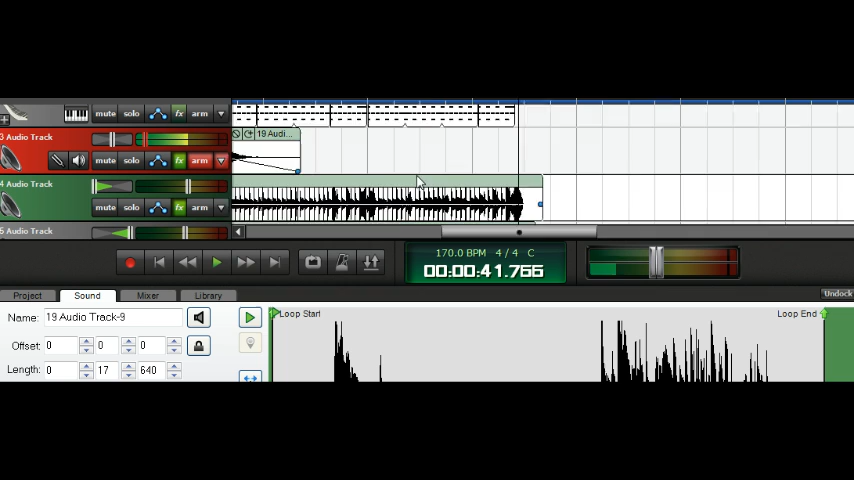 mute solo fx arm
3 Audio Track
19 Audi...
mute solo fx arm
4 Audio Track
mute solo fx arm
5 Audio Track
170.0 BPM 4 / 4 C
00:00:41.766
Project Sound Mixer Library
Undock
Name: 19 Audio Track-9
Loop Start
Loop End
Offset: 0 0 0
Length: 0 17 640